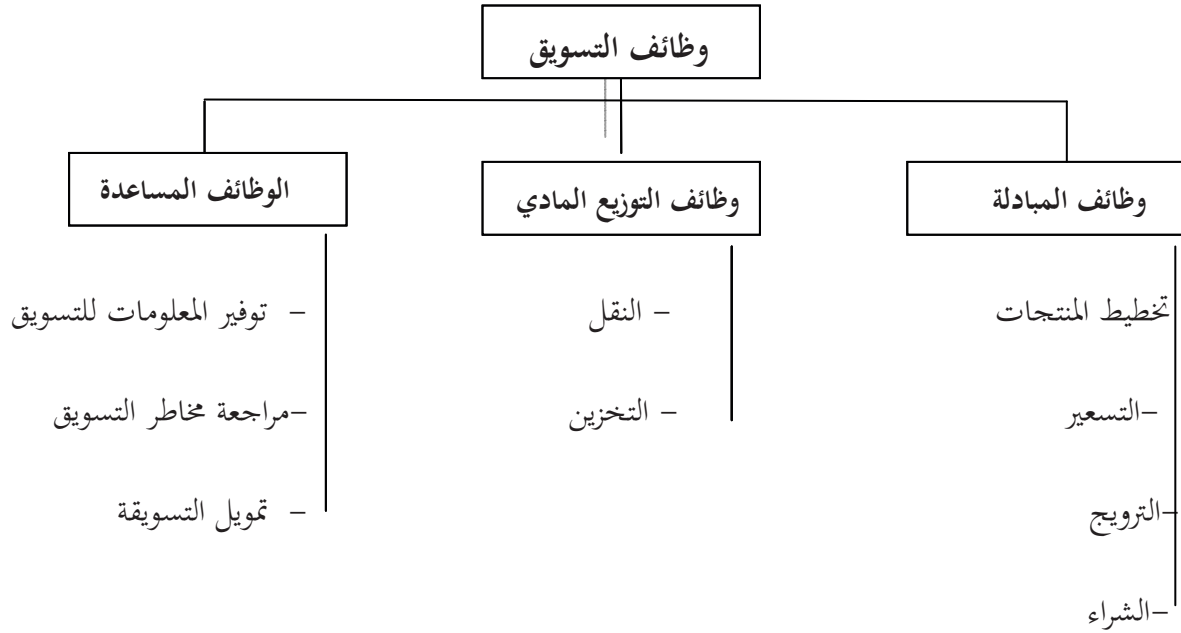 وظائف التسويق
وظائف المبادلة
تخطيط المنتجات
–التسعير
–الترويج
–الشراء
وظائف التوزيع المادي
– النقل
– التخزين
الوظائف المساعدة
– توفير المعلومات للتسويق
–مراجعة مخاطر التسويق
– تمويل التسويقة